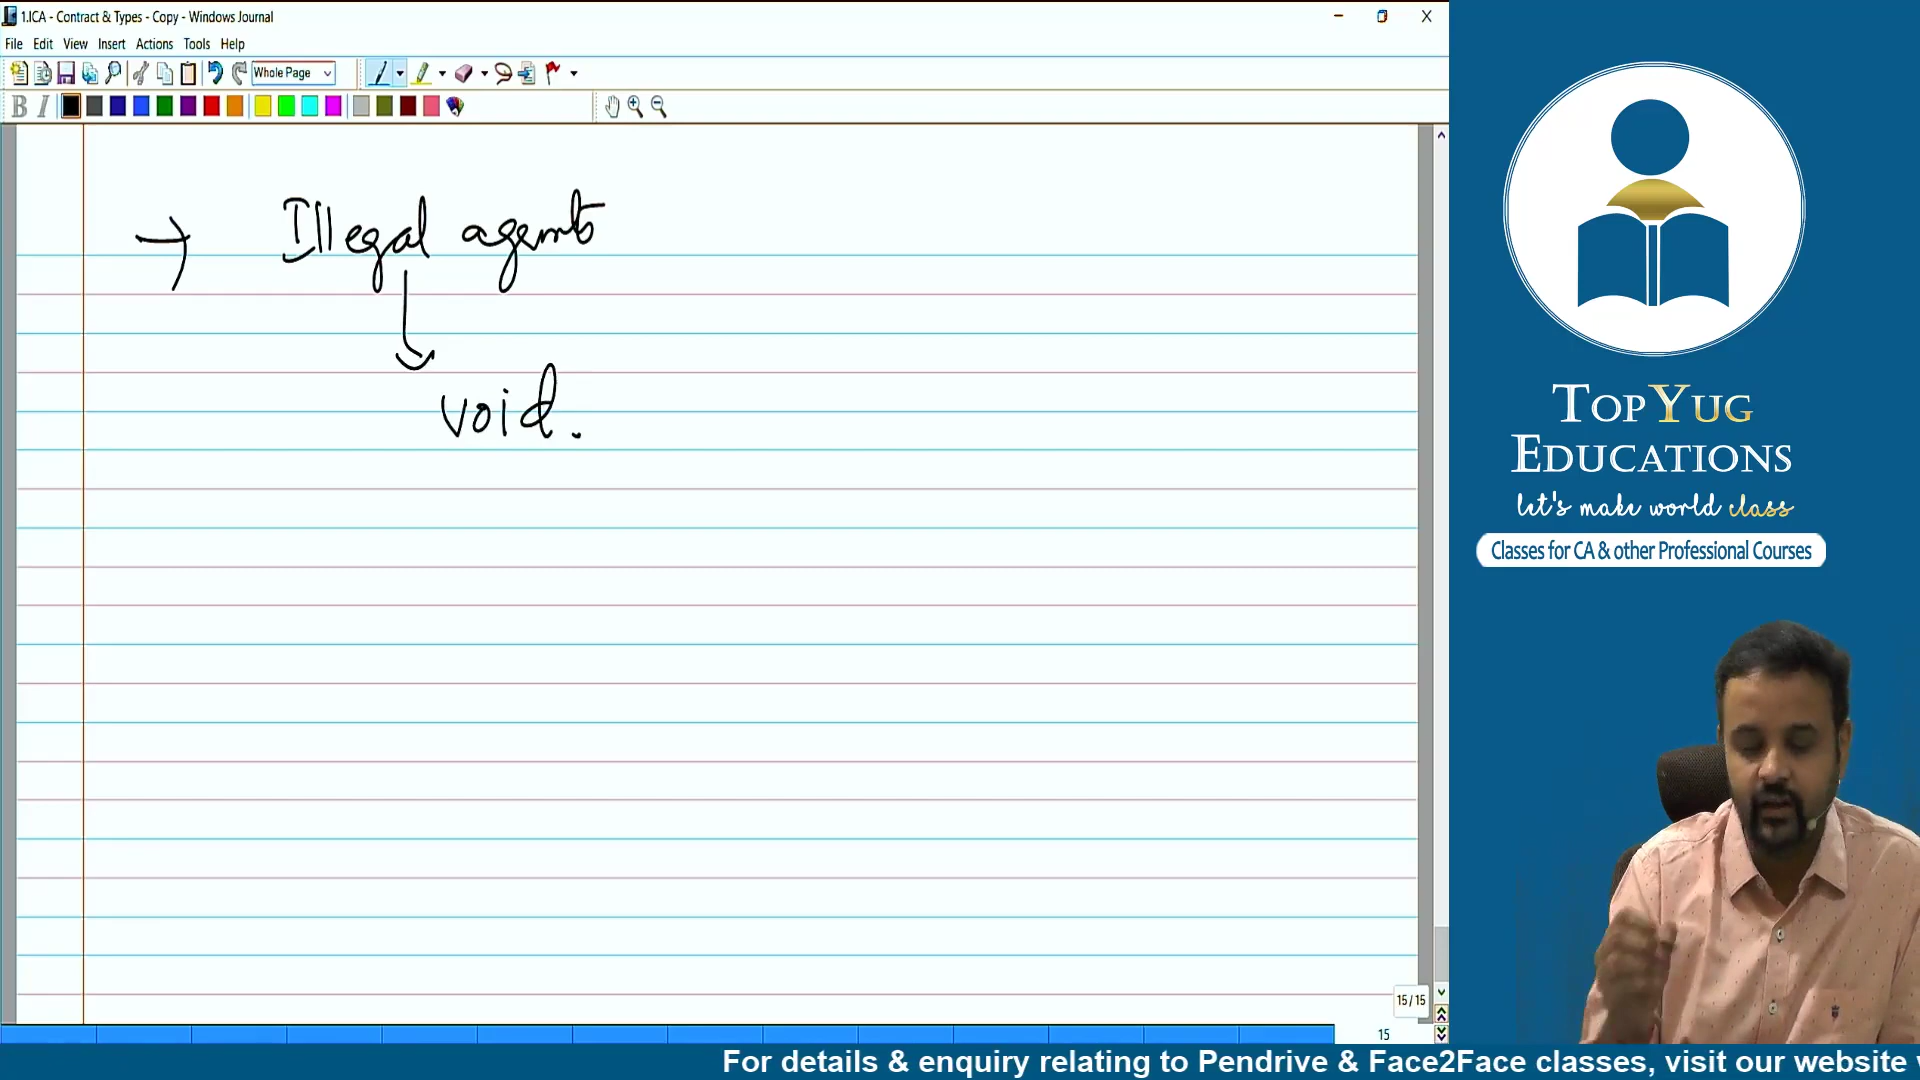 1.ICA - Contract & Types - Copy - Windows Journal
File Edit View Insert Actions Tools Help
Whole Page
B I
Illegal agmts
void.
15/15
15
TOPYUG
EDUCATIONS
let's make world class
Classes for CA & other Professional Courses
For details & enquiry relating to Pendrive & Face2Face classes, visit our website